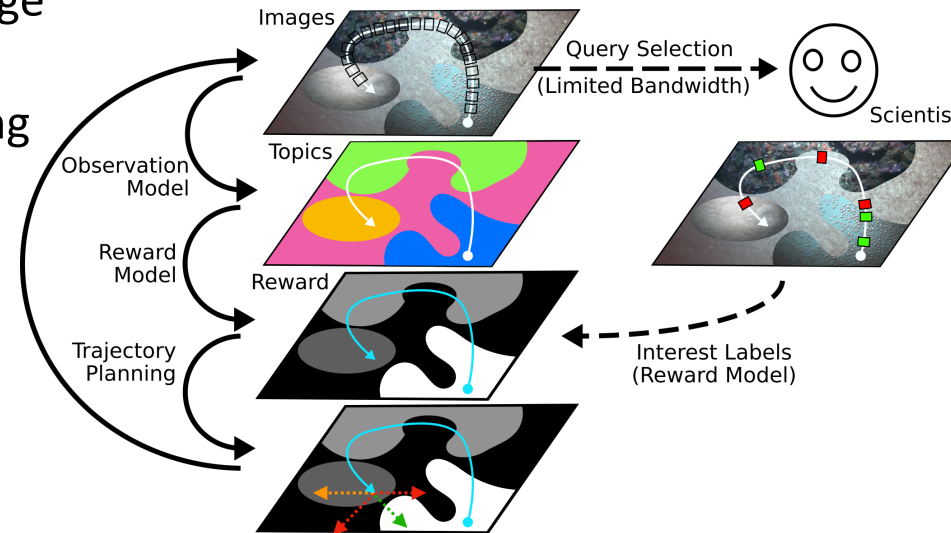 Images
Query Selection
(Limited Bandwidth)
Topics
Observation
Model
Reward
Model
Reward
Trajectory
Planning
Interest Labels
(Reward Model)